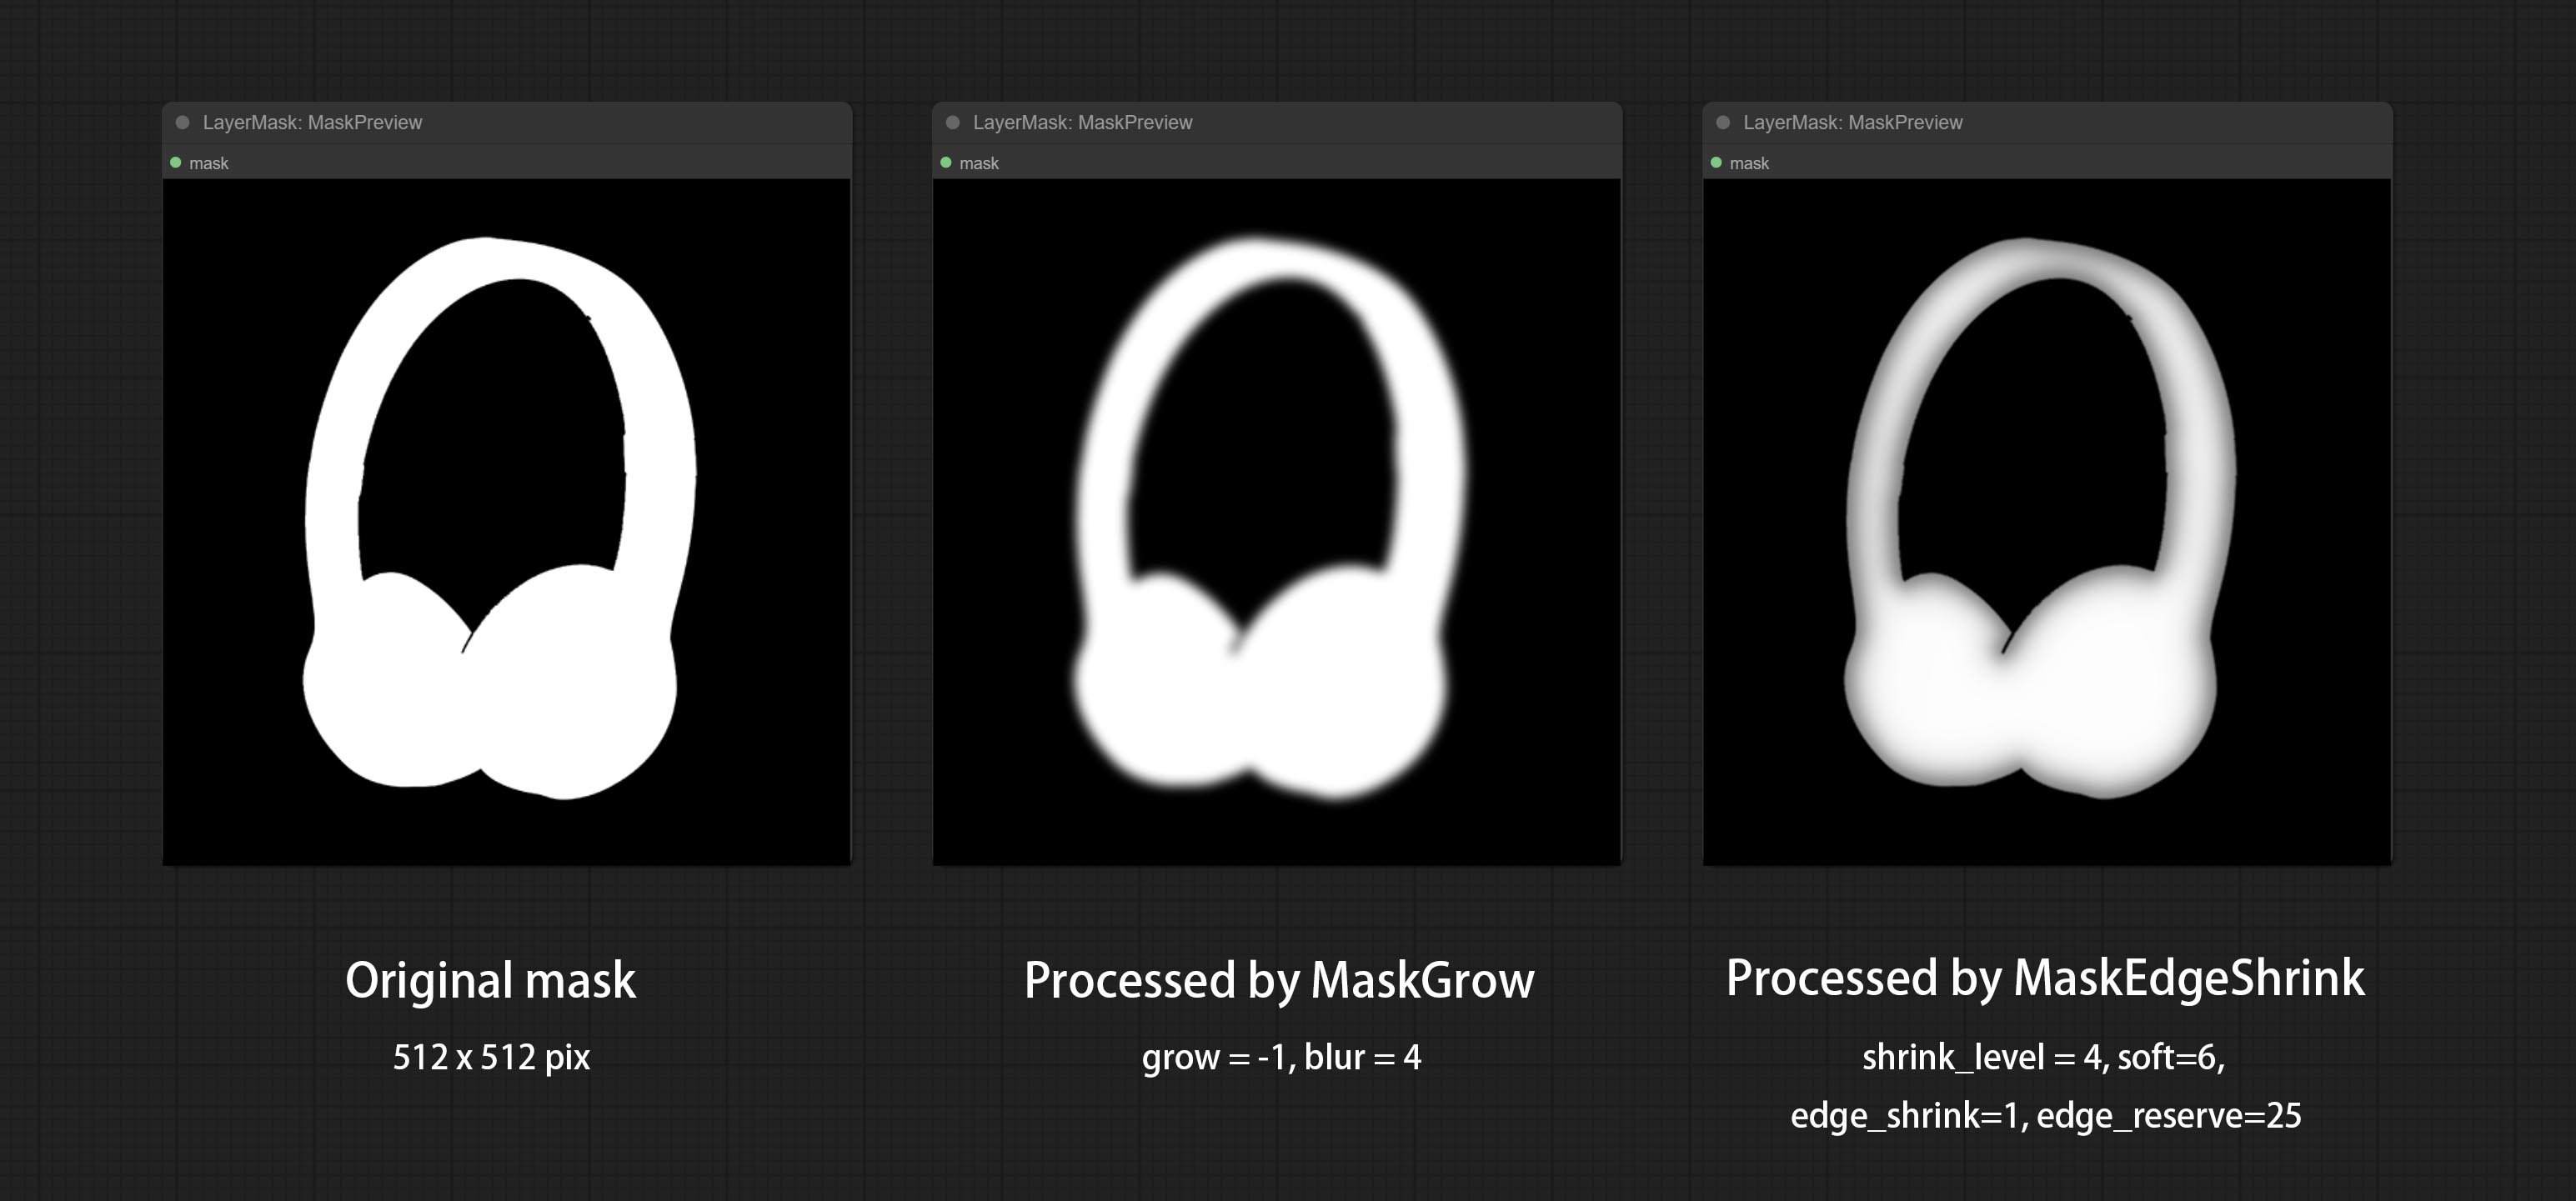 LayerMask: MaskPreview
mask
LayerMask: MaskPreview
mask
LayerMask: MaskPreview
mask
Original mask
512 x 512 pix
Processed by MaskGrow
grow = -1, blur = 4
Processed by MaskEdgeShrink
shrink_level = 4, soft=6,
edge_shrink=1, edge_reserve=25